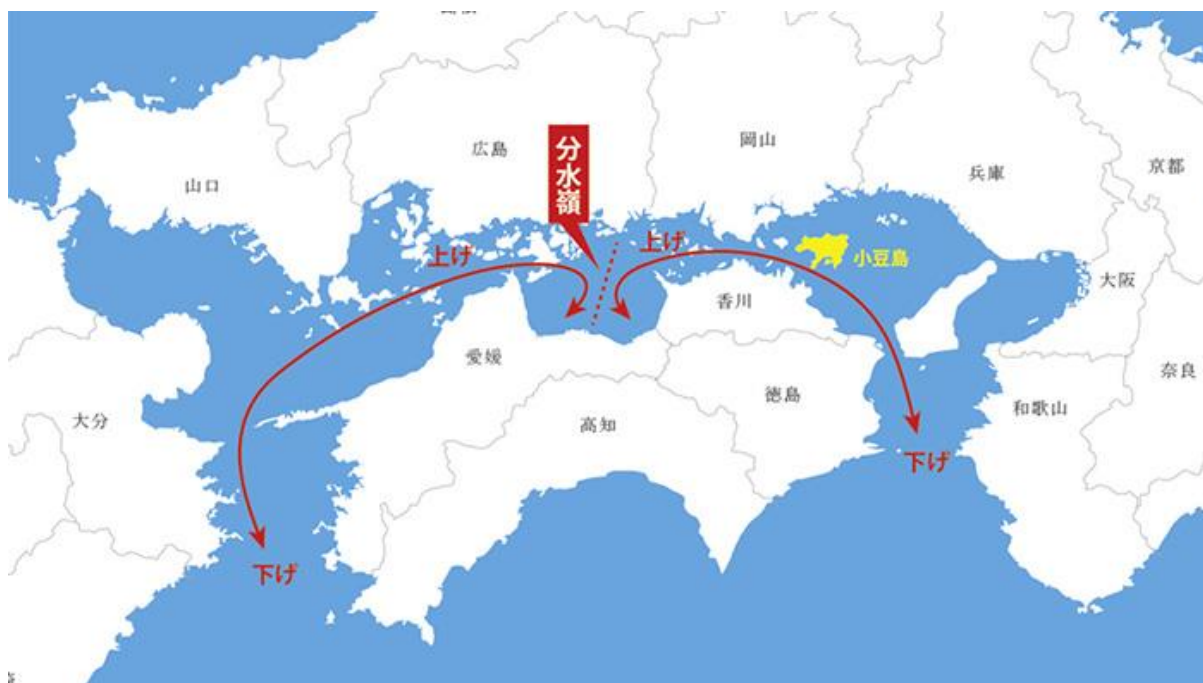 広島
岡山
兵庫
京都
山口
分水嶺
上げ
上げ
小豆島
大阪
香川
愛媛
徳島
奈良
大分
高知
和歌山
下げ
下げ